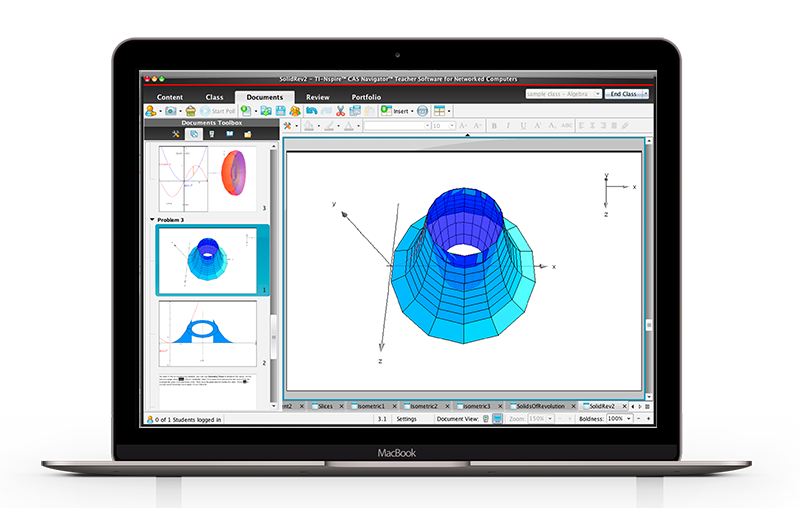 SolidRev2 – TI-Nspire™ CAS Navigator™ Teacher Software for Networked Computers
Content Class Documents Review Portfolio
sample class - Algebra End Class
Start Poll Insert
Documents Toolbox
10 B I U ABC
3
Problem 3
1
2
y x z
y x z
Slices isometric1 isometric2 isometric3 SolidsOfRevolution SolidRev2
0 of 1 Students logged in 3.1 Settings Document View: Zoom: 150% Boldness: 100%
MacBook